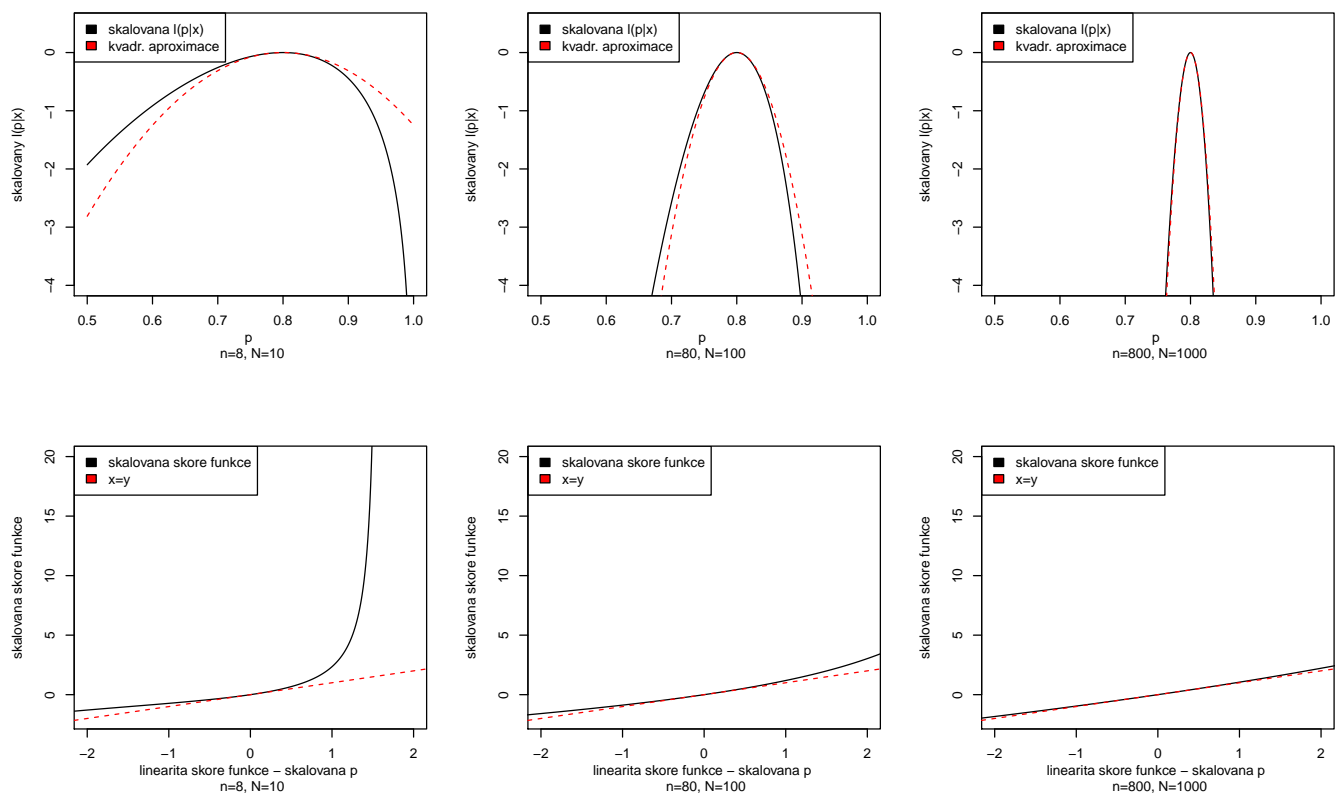 skalovana l(p|x)
kvadr. aproximace
skalovany l(p|x)
0
−1
−2
−3
−4
0.5 0.6 0.7 0.8 0.9 1.0
p
n=8, N=10
skalovana l(p|x)
kvadr. aproximace
skalovany l(p|x)
0
−1
−2
−3
−4
0.5 0.6 0.7 0.8 0.9 1.0
p
n=80, N=100
skalovana l(p|x)
kvadr. aproximace
skalovany l(p|x)
0
−1
−2
−3
−4
0.5 0.6 0.7 0.8 0.9 1.0
p
n=800, N=1000
skalovana skore funkce
x=y
skalovana skore funkce
20
15
10
5
0
−2 −1 0 1 2
linearita skore funkce − skalovana p
n=8, N=10
skalovana skore funkce
x=y
skalovana skore funkce
20
15
10
5
0
−2 −1 0 1 2
linearita skore funkce − skalovana p
n=80, N=100
skalovana skore funkce
x=y
skalovana skore funkce
20
15
10
5
0
−2 −1 0 1 2
linearita skore funkce − skalovana p
n=800, N=1000